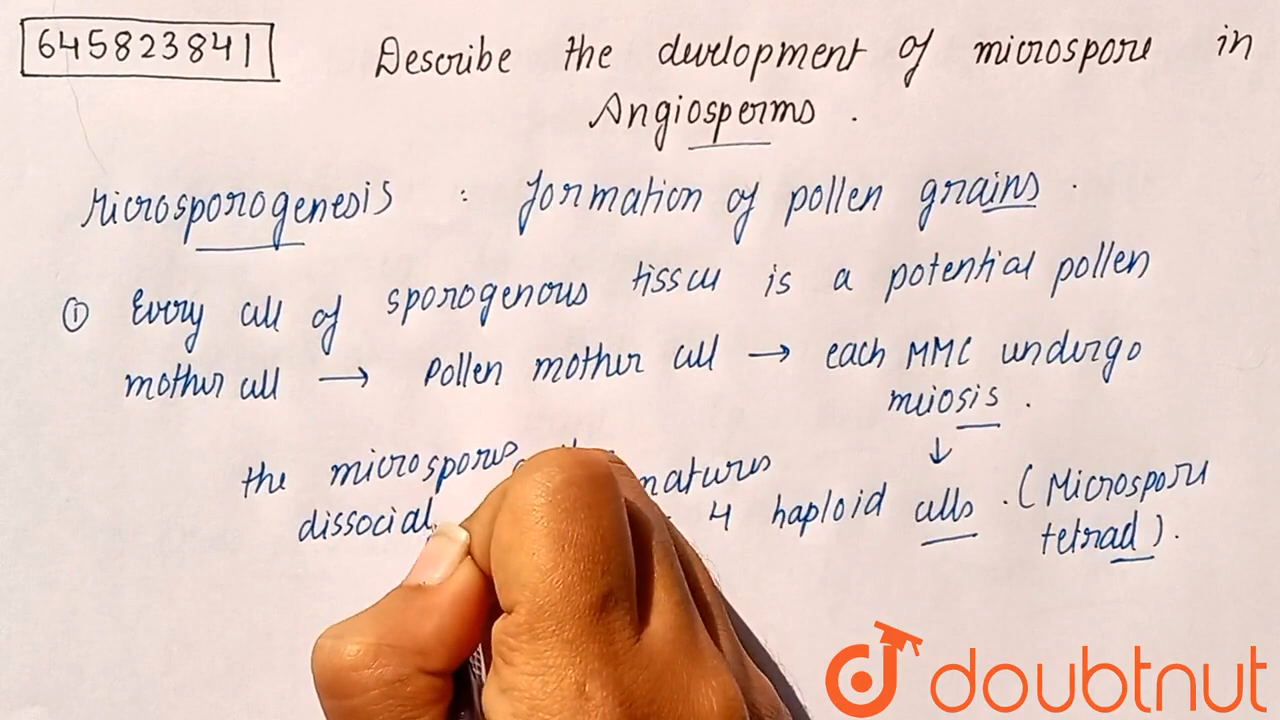 645823841
Describe the development of microspore in
Angiosperms.
Microsporogenesis : formation of pollen grains.
① Every cell of sporogenous tissue is a potential pollen
mother cell → Pollen mother cell → each MMC undergo
meiosis.
↓
the microspores matures
dissociat 4 haploid cells. (Microspore
tetrad).
doubtnut